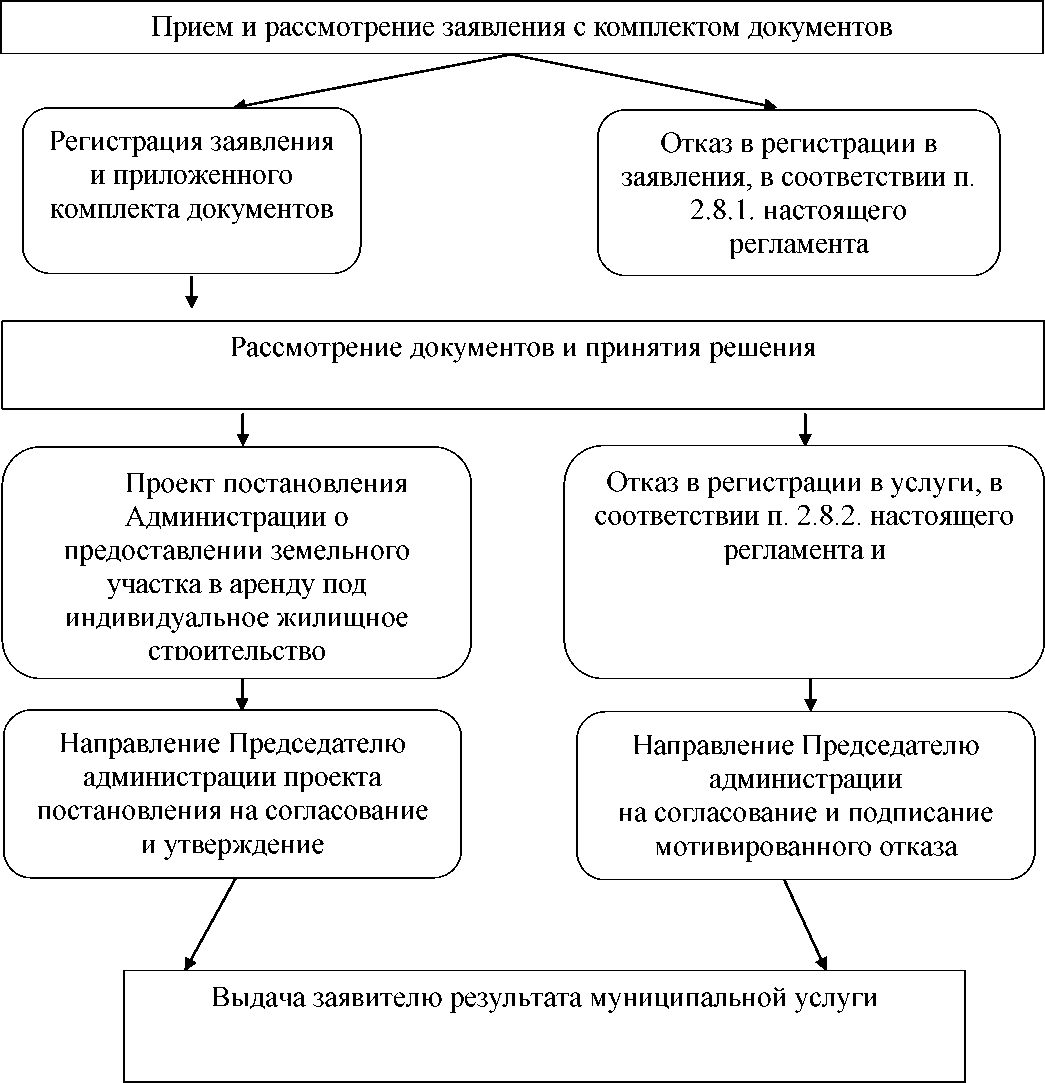 Прием и рассмотрение заявления с комплектом документов
Регистрация заявления
и приложенного
комплекта документов
Отказ в регистрации в
заявления, в соответствии п.
2.8.1. настоящего
регламента
Рассмотрение документов и принятия решения
Проект постановления
Администрации о
предоставлении земельного
участка в аренду под
индивидуальное жилищное
строительство
Отказ в регистрации в услуги, в
соответствии п. 2.8.2. настоящего
регламента и
Направление Председателю
администрации проекта
постановления на согласование
и утверждение
Направление Председателю
администрации
на согласование и подписание
мотивированного отказа
Выдача заявителю результата муниципальной услуги